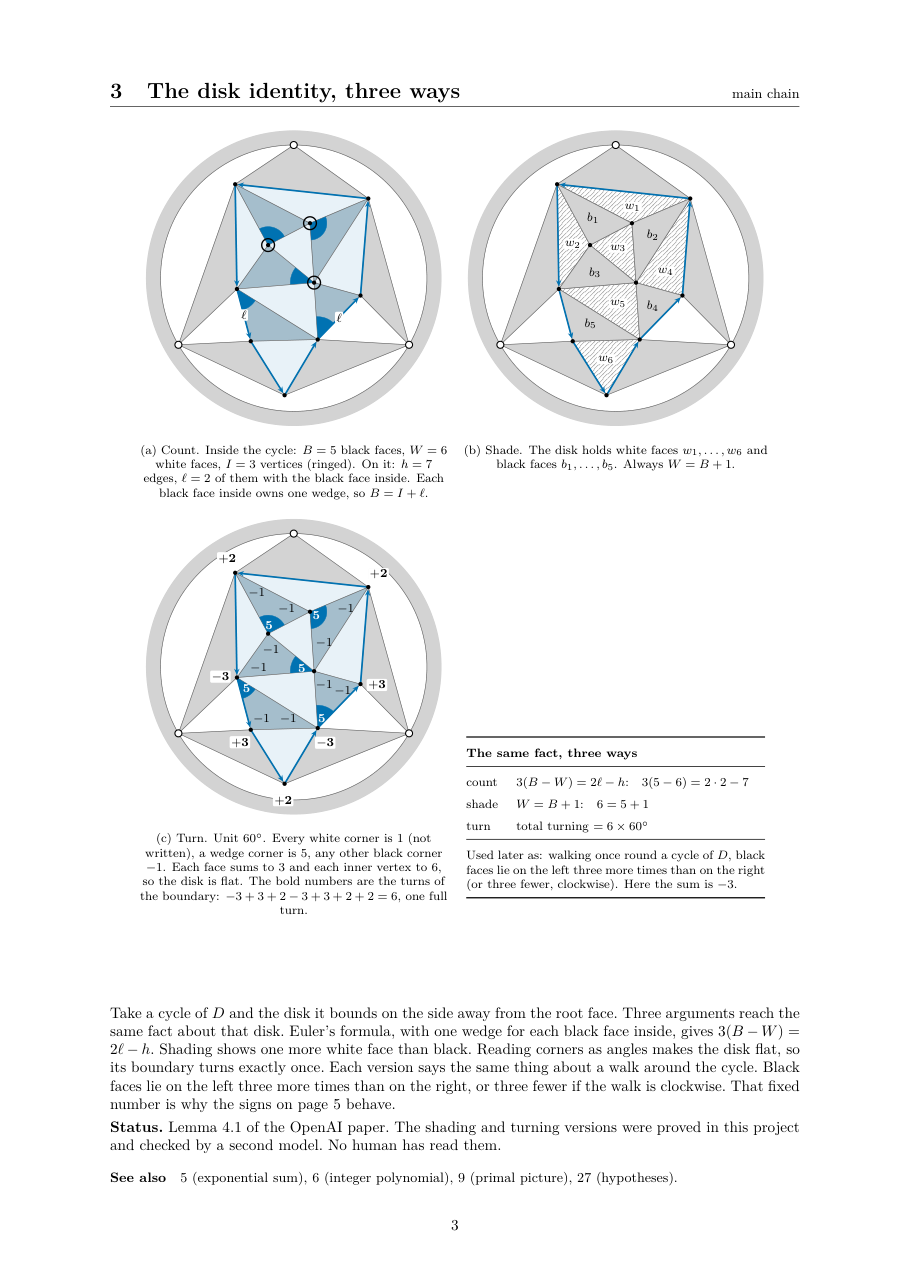 3 The disk identity, three ways
main chain
ℓ
ℓ
w1
b1
b2
w2
w3
b3
w4
w5
b4
b5
w6
(a) Count. Inside the cycle: B = 5 black faces, W = 6
white faces, I = 3 vertices (ringed). On it: h = 7
edges, ℓ = 2 of them with the black face inside. Each
black face inside owns one wedge, so B = I + ℓ.
(b) Shade. The disk holds white faces w1, . . . , w6 and
black faces b1, . . . , b5. Always W = B + 1.
+2
+2
−1
−1
5
−1
5
−1
−1
−1
5
−3
−1
−1
+3
5
−1
−1
5
+3
−3
+2
(c) Turn. Unit 60°. Every white corner is 1 (not
written), a wedge corner is 5, any other black corner
−1. Each face sums to 3 and each inner vertex to 6,
so the disk is flat. The bold numbers are the turns of
the boundary: −3 + 3 + 2 − 3 + 3 + 2 + 2 = 6, one full
turn.
The same fact, three ways
count 3(B − W) = 2ℓ − h: 3(5 − 6) = 2 · 2 − 7
shade W = B + 1: 6 = 5 + 1
turn total turning = 6 × 60°
Used later as: walking once round a cycle of D, black
faces lie on the left three more times than on the right
(or three fewer, clockwise). Here the sum is −3.
Take a cycle of D and the disk it bounds on the side away from the root face. Three arguments reach the
same fact about that disk. Euler's formula, with one wedge for each black face inside, gives 3(B − W) =
2ℓ − h. Shading shows one more white face than black. Reading corners as angles makes the disk flat, so
its boundary turns exactly once. Each version says the same thing about a walk around the cycle. Black
faces lie on the left three more times than on the right, or three fewer if the walk is clockwise. That fixed
number is why the signs on page 5 behave.
Status. Lemma 4.1 of the OpenAI paper. The shading and turning versions were proved in this project
and checked by a second model. No human has read them.
See also 5 (exponential sum), 6 (integer polynomial), 9 (primal picture), 27 (hypotheses).
3